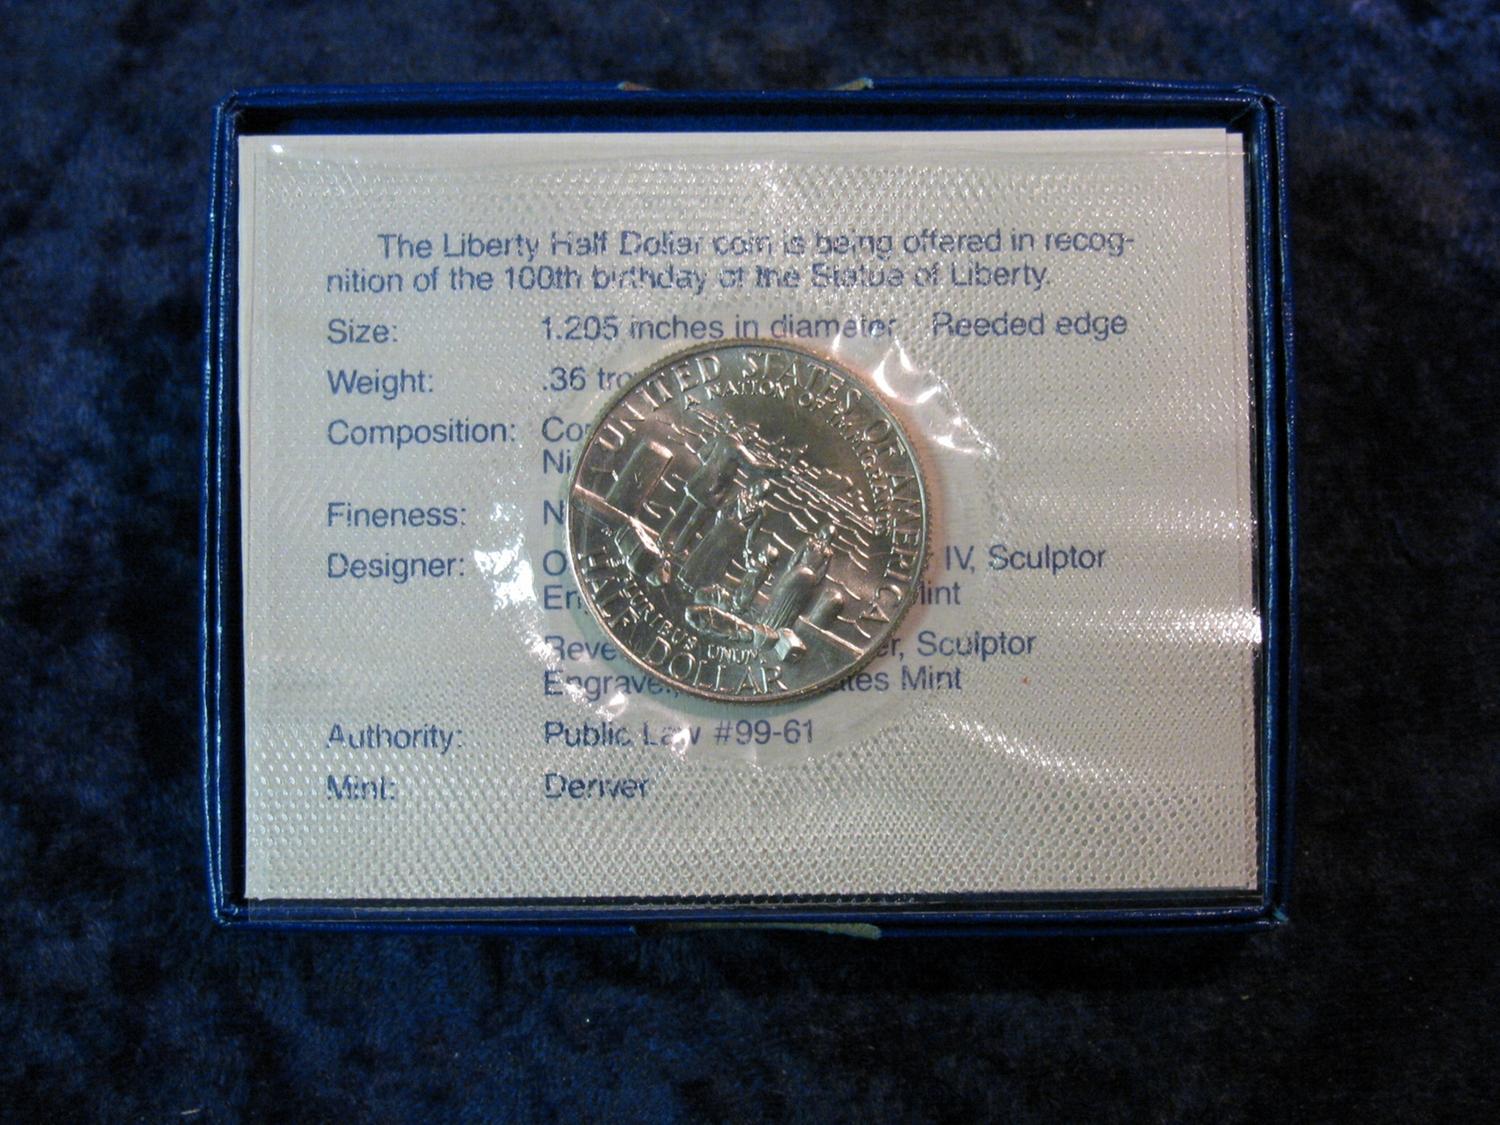 The Liberty Half Dollar coin is being offered in recog-
nition of the 100th birthday of the Statue of Liberty.
Size: 1.205 inches in diameter Reeded edge
Weight: .36
Composition:
Fineness:
Designer: IV, Sculptor
Sculptor
Mint
Authority: Public Law #99-61
Mint: Denver
UNITED STATES OF AMERICA
A NATION OF IMMIGRANTS
PLURIBUS UNUM
HALF DOLLAR